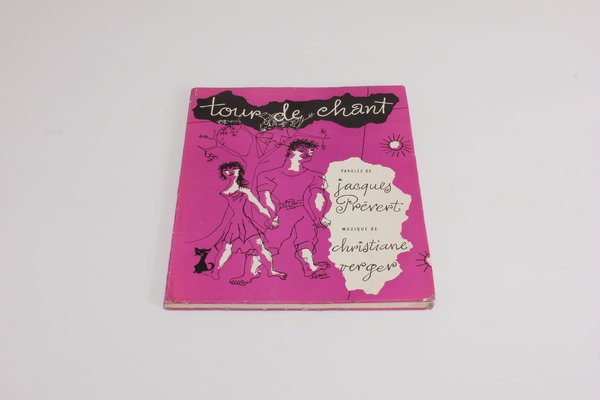 tour de chant
PAROLES DE
jacques
Prévert
MUSIQUE DE
christiane
verger